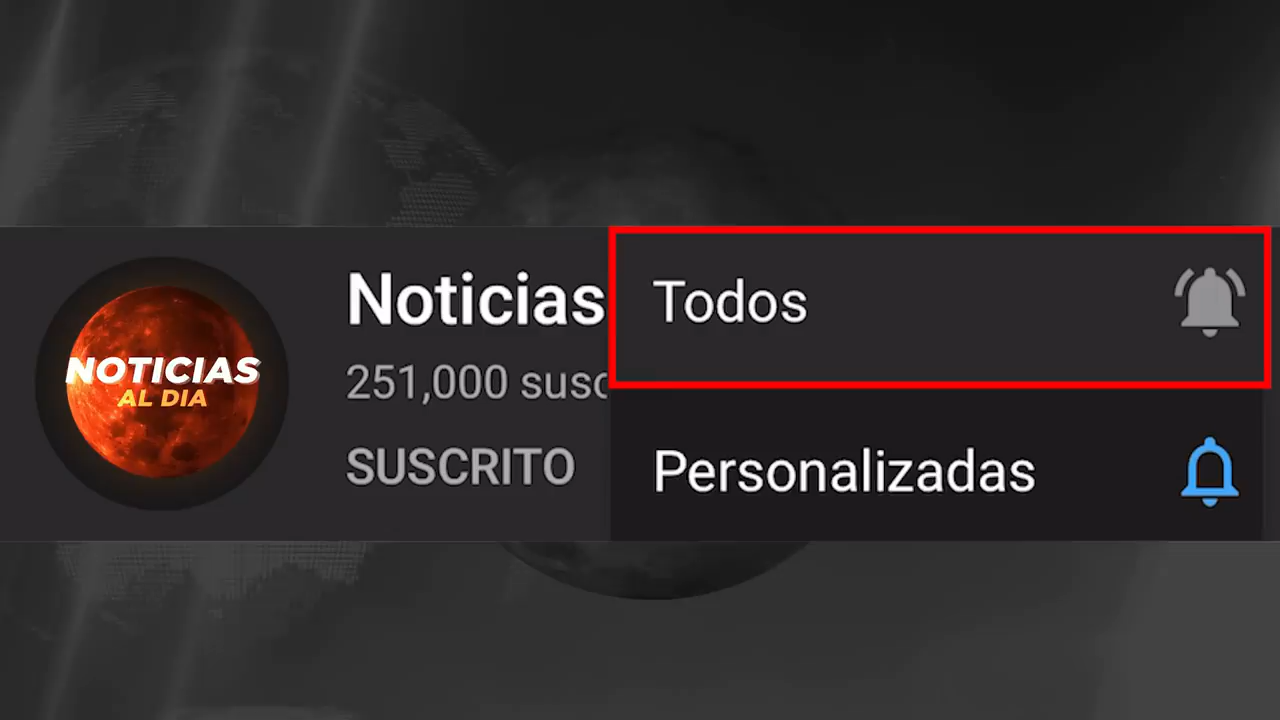 NOTICIAS
AL DIA
Noticias
251,000 susc
SUSCRITO
Todos
Personalizadas